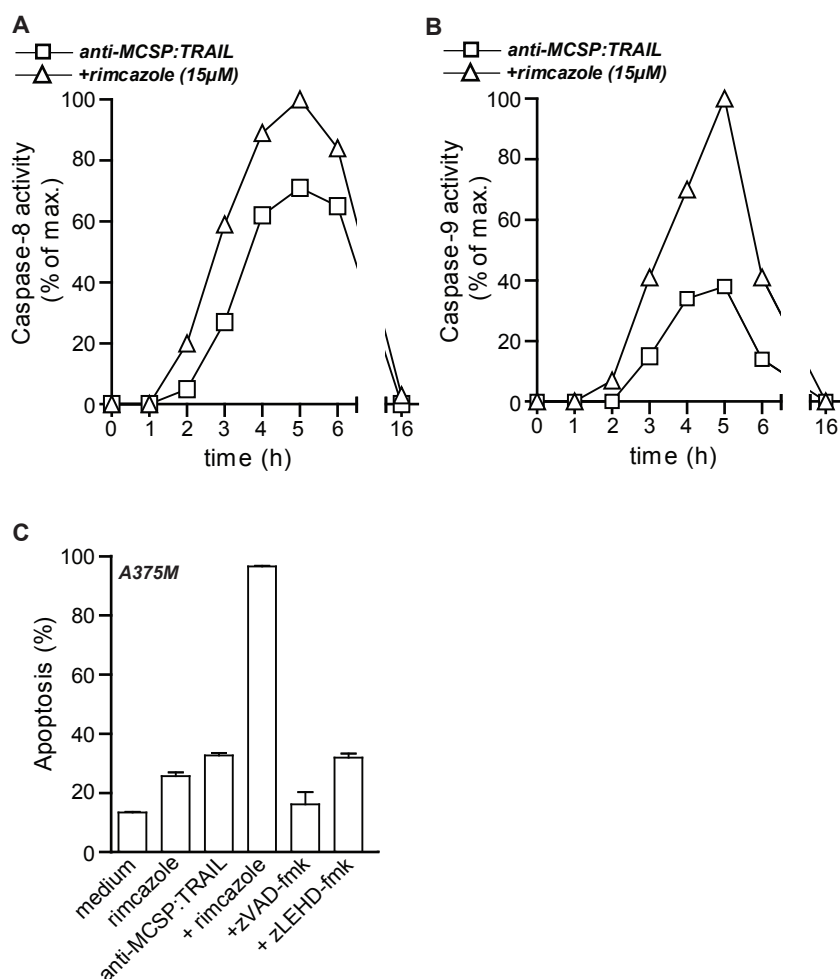 A
anti-MCSP:TRAIL
+rimcazole (15µM)
Caspase-8 activity
(% of max.)
100
80
60
40
20
0
0 1 2 3 4 5 6 16
time (h)
B
anti-MCSP:TRAIL
+rimcazole (15µM)
Caspase-9 activity
(% of max.)
100
80
60
40
20
0
0 1 2 3 4 5 6 16
time (h)
C
A375M
Apoptosis (%)
100
80
60
40
20
0
medium
rimcazole
anti-MCSP:TRAIL
+ rimcazole
+zVAD-fmk
+ zLEHD-fmk